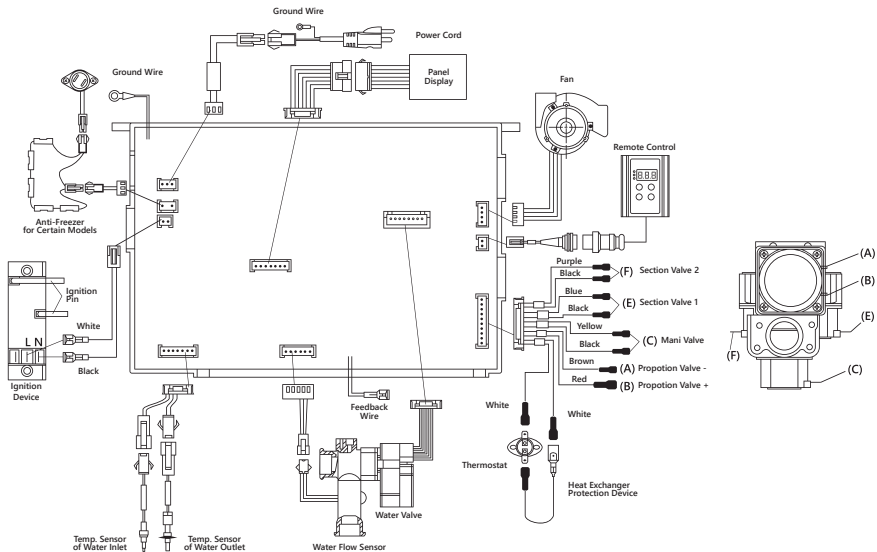 Ground Wire
Power Cord
Ground Wire
Panel
Display
Fan
Remote Control
8.8.8
Anti-Freezer
for Certain Models
Ignition
Pin
White
L N
Black
Ignition
Device
Purple
Black
(F) Section Valve 2
Blue
Black
(E) Section Valve 1
Yellow
Black
(C) Mani Valve
Brown
(A) Propotion Valve -
Red
(B) Propotion Valve +
(A)
(B)
(E)
(F)
(C)
White
White
Thermostat
Heat Exchanger
Protection Device
Feedback
Wire
Water Valve
Temp. Sensor
of Water Inlet
Temp. Sensor
of Water Outlet
Water Flow Sensor